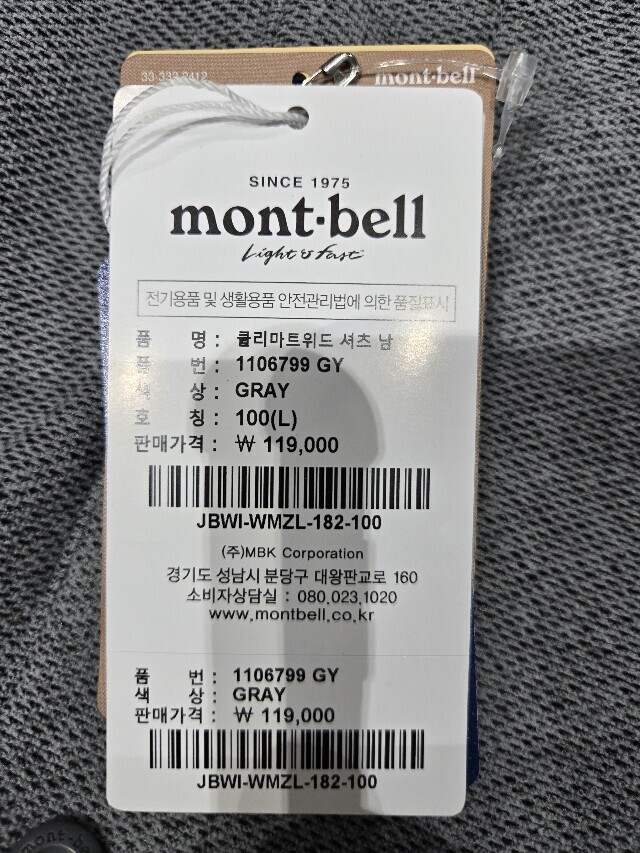 33-333 2412
mont-bell
SINCE 1975
mont-bell
Light & Fast
전기용품 및 생활용품 안전관리법에 의한 품질표시
품 명 : 쿨리마트위드 셔츠 남
품 번 : 1106799 GY
색 상 : GRAY
호 칭 : 100(L)
판매가격 : ₩ 119,000
JBWI-WMZL-182-100
(주)MBK Corporation
경기도 성남시 분당구 대왕판교로 160
소비자상담실 : 080.023.1020
www.montbell.co.kr
품 번 : 1106799 GY
색 상 : GRAY
판매가격 : ₩ 119,000
JBWI-WMZL-182-100
mont-be